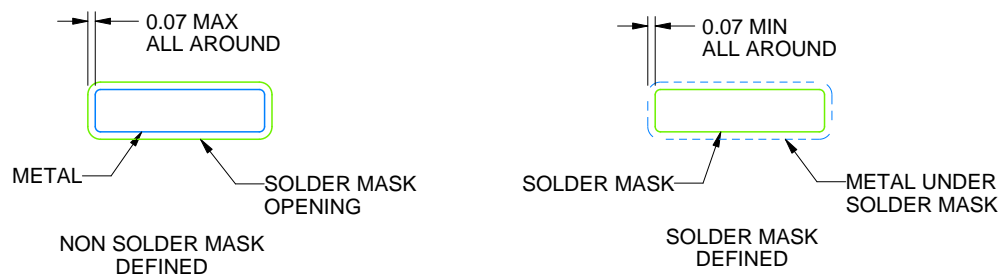 0.07 MAX
ALL AROUND
METAL
SOLDER MASK
OPENING
NON SOLDER MASK
DEFINED
0.07 MIN
ALL AROUND
SOLDER MASK
METAL UNDER
SOLDER MASK
SOLDER MASK
DEFINED